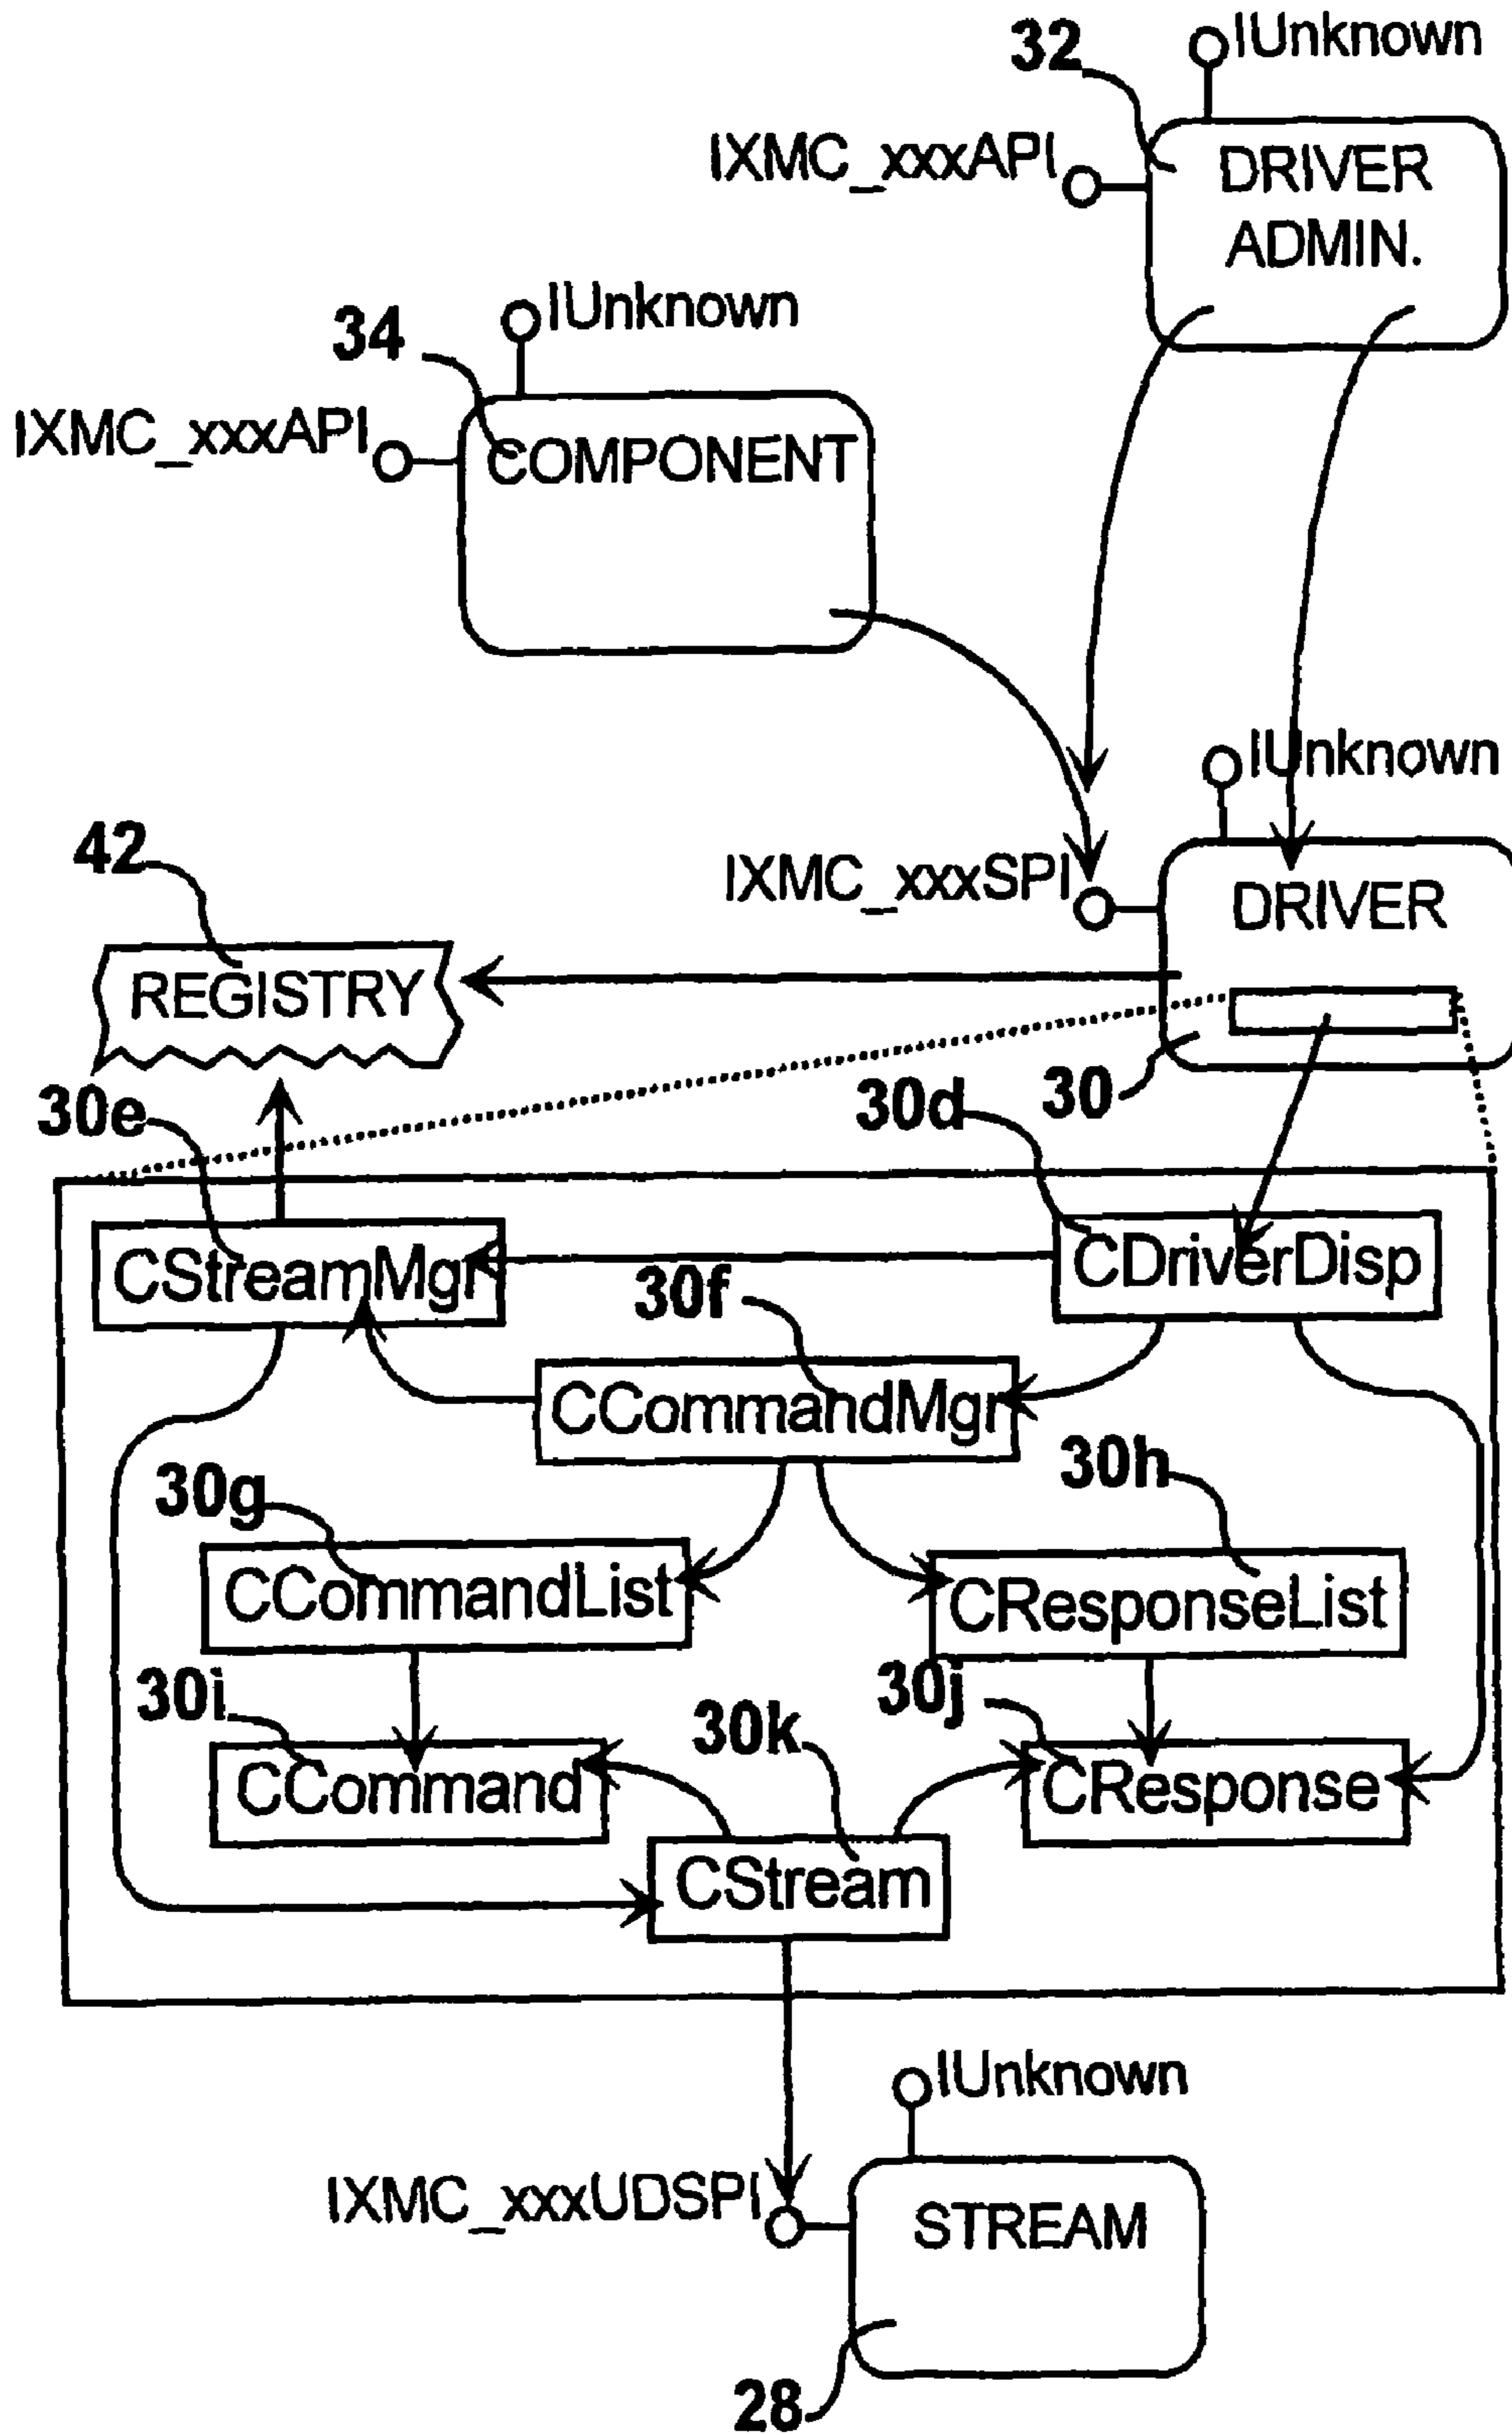 IUnknown
32
IXMC_xxxAPI
DRIVER
ADMIN.
IUnknown
34
IXMC_xxxAPI
COMPONENT
IUnknown
42
IXMC_xxxSPI
DRIVER
REGISTRY
30
30e
30d
CStreamMgr
CDriverDisp
30f
CCommandMgr
30g
30h
CCommandList
CResponseList
30i
30j
30k
CCommand
CResponse
CStream
IUnknown
IXMC_xxxUDSPI
STREAM
28